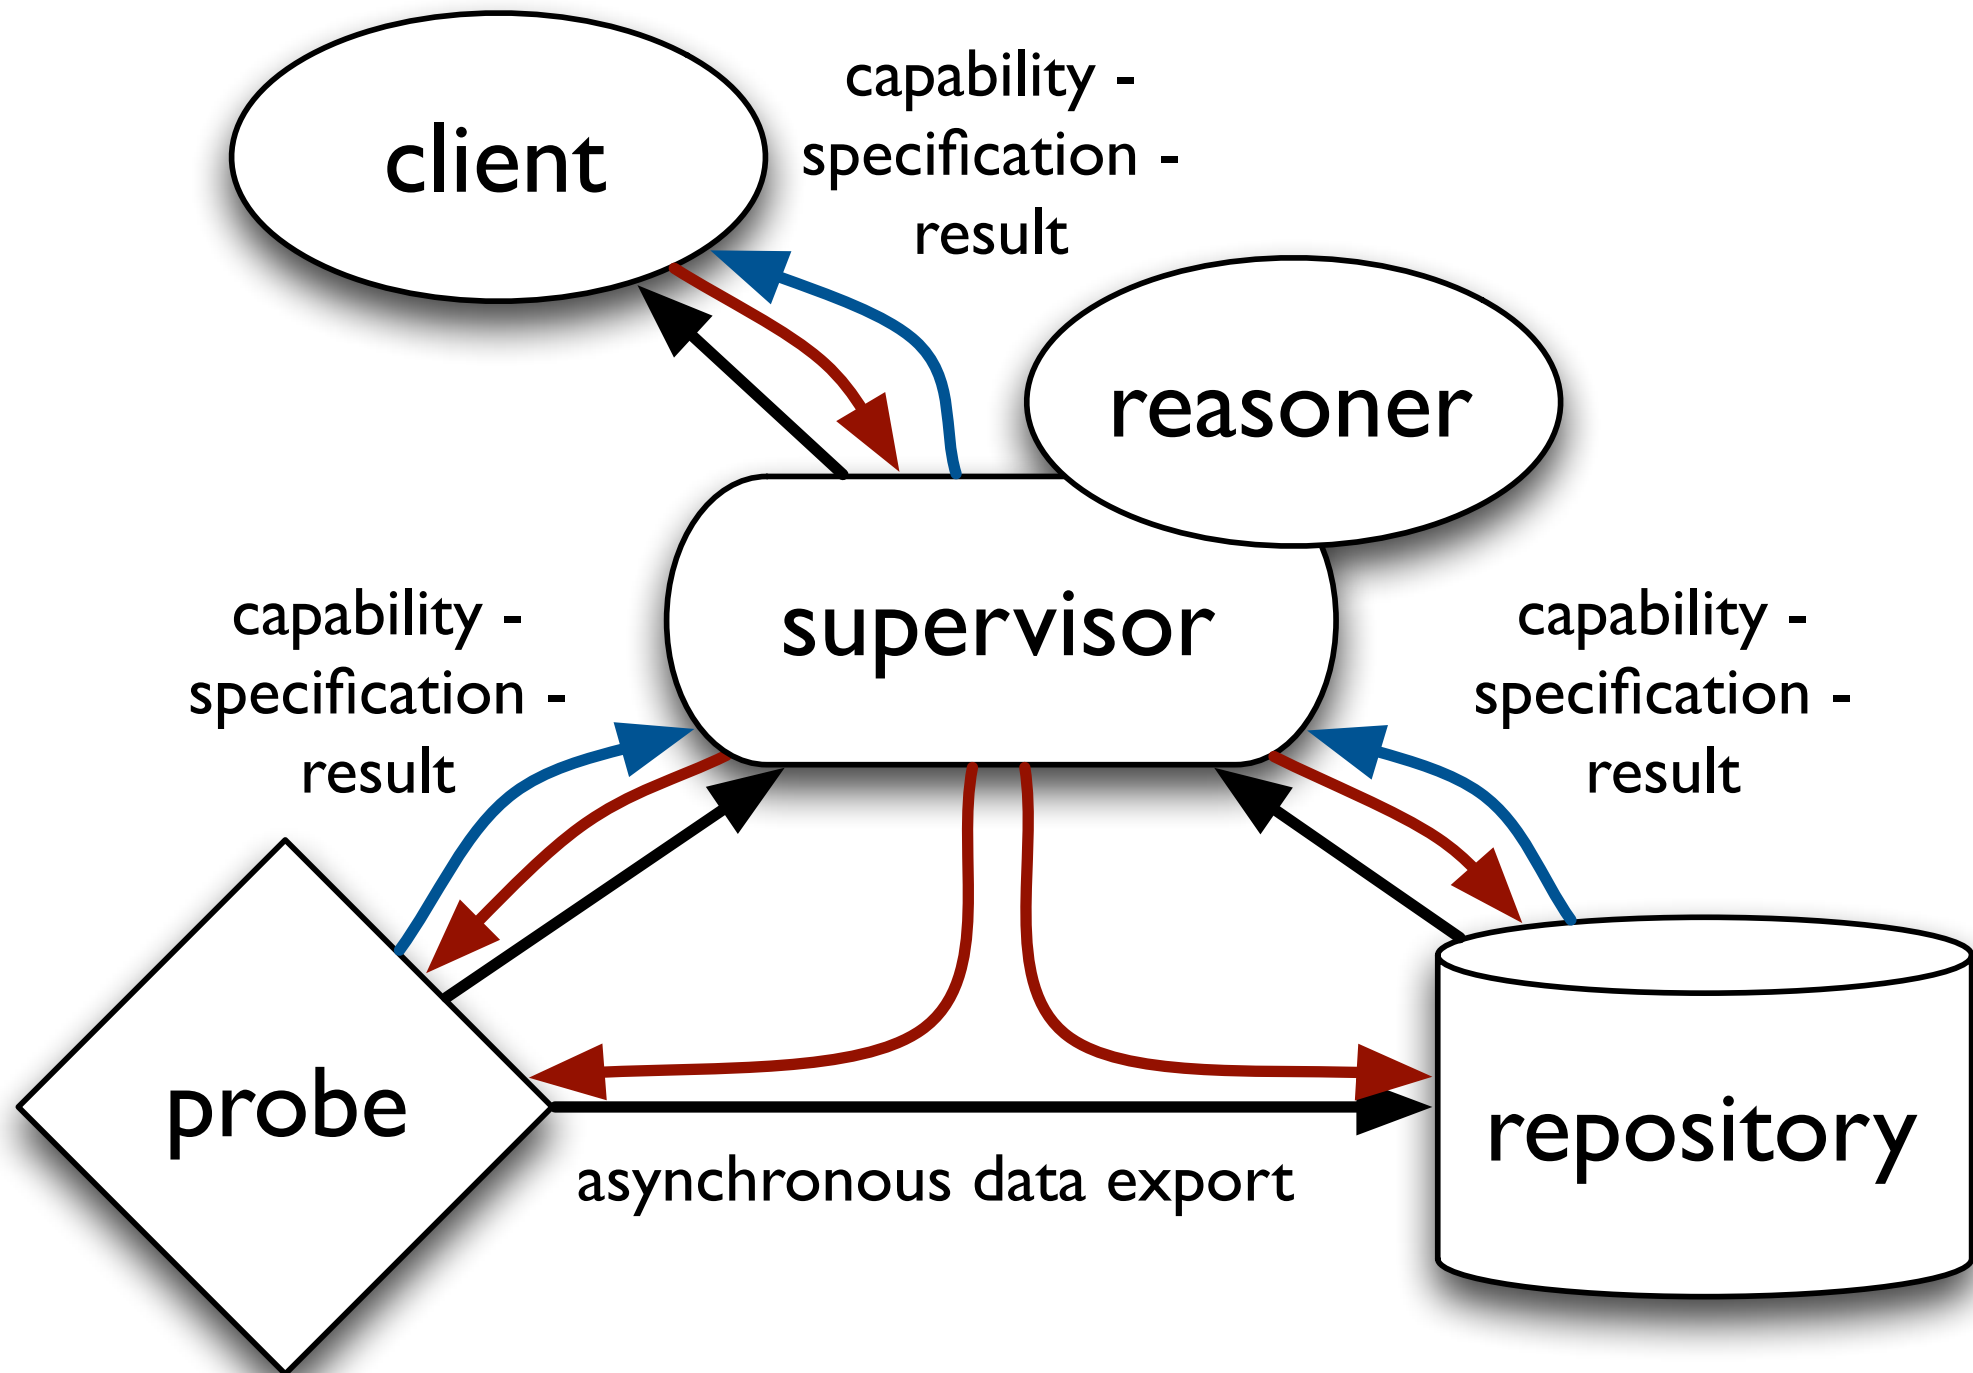 client
capability -
specification -
result
reasoner
supervisor
capability -
specification -
result
capability -
specification -
result
probe
asynchronous data export
repository